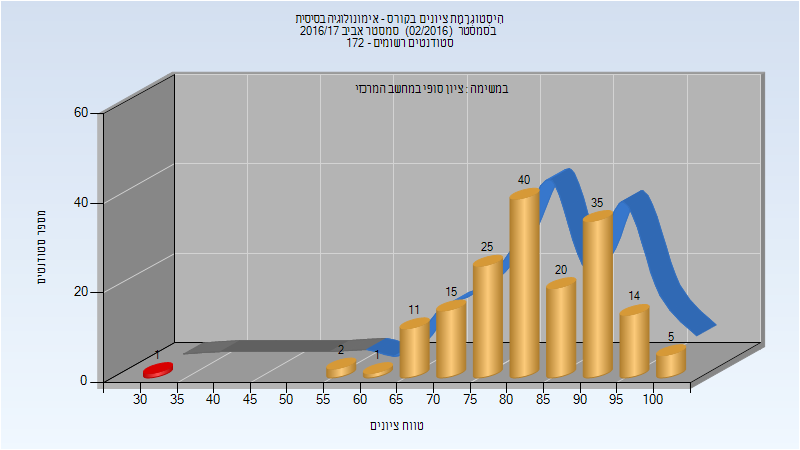 היסטוגרמת ציונים בקורס - אימונולוגיה בסיסית
בסמסטר (02/2016) סמסטר אביב 2016/17
סטודנטים רשומים - 172
במשימה : ציון סופי במחשב המרכזי
60
40
20
0
מספר סטודנטים
1
2
1
11
15
25
40
20
35
14
5
30 35 40 45 50 55 60 65 70 75 80 85 90 95 100
טווח ציונים